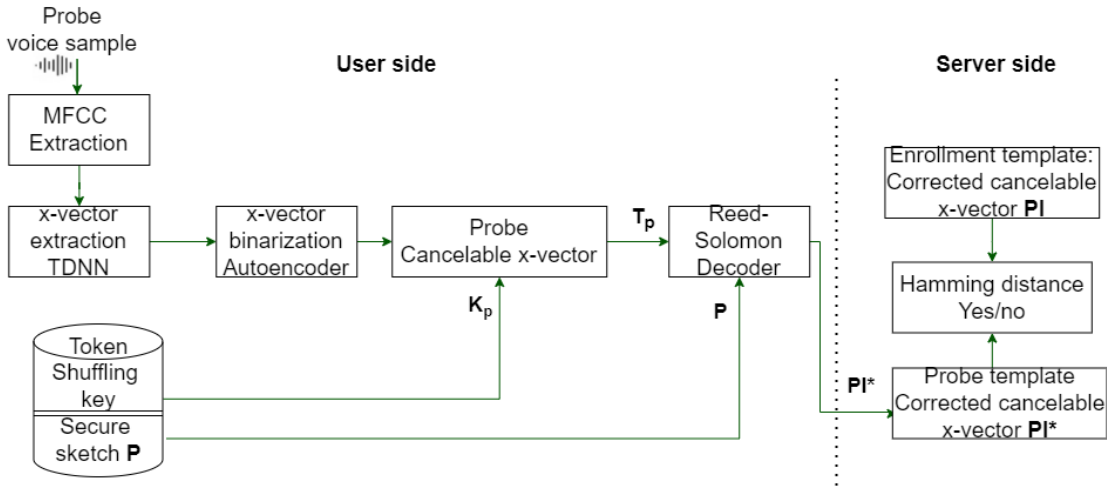 Probe
voice sample
User side
Server side
MFCC
Extraction
Enrollment template:
Corrected cancelable
x-vector PI
x-vector
extraction
TDNN
x-vector
binarization
Autoencoder
Probe
Cancelable x-vector
Tp
Reed-
Solomon
Decoder
Hamming distance
Yes/no
Kp
P
Token
Shuffling
key
Secure
sketch P
PI*
Probe template
Corrected cancelable
x-vector PI*